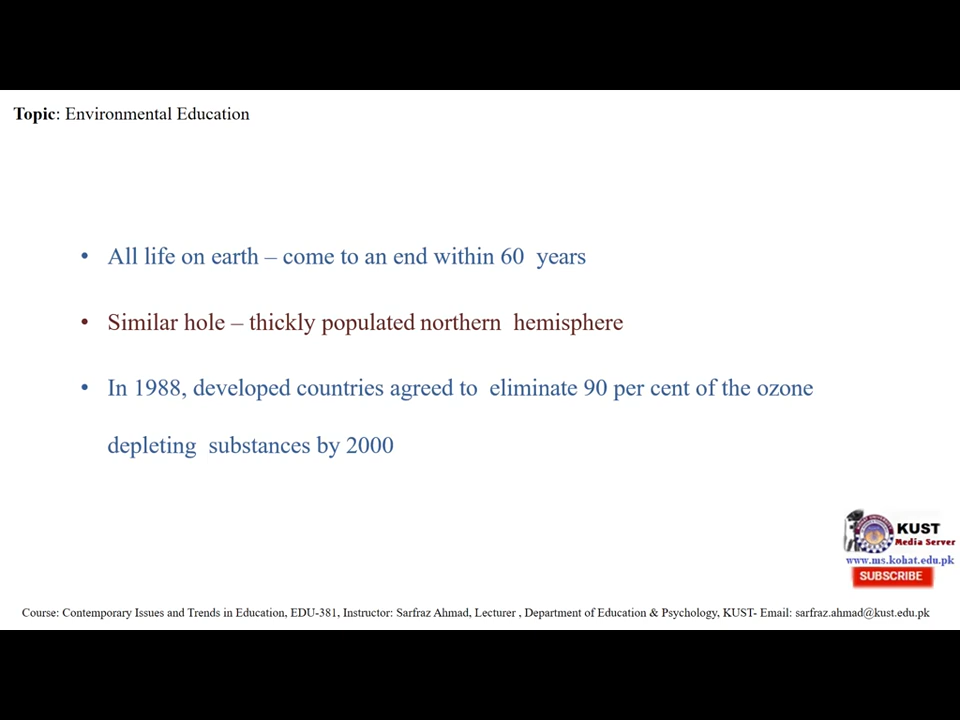 Topic: Environmental Education
• All life on earth – come to an end within 60 years
• Similar hole – thickly populated northern hemisphere
• In 1988, developed countries agreed to eliminate 90 per cent of the ozone
depleting substances by 2000
KUST
Media Server
www.ms.kohat.edu.pk
SUBSCRIBE
Course: Contemporary Issues and Trends in Education, EDU-381, Instructor: Sarfraz Ahmad, Lecturer , Department of Education & Psychology, KUST- Email: sarfraz.ahmad@kust.edu.pk